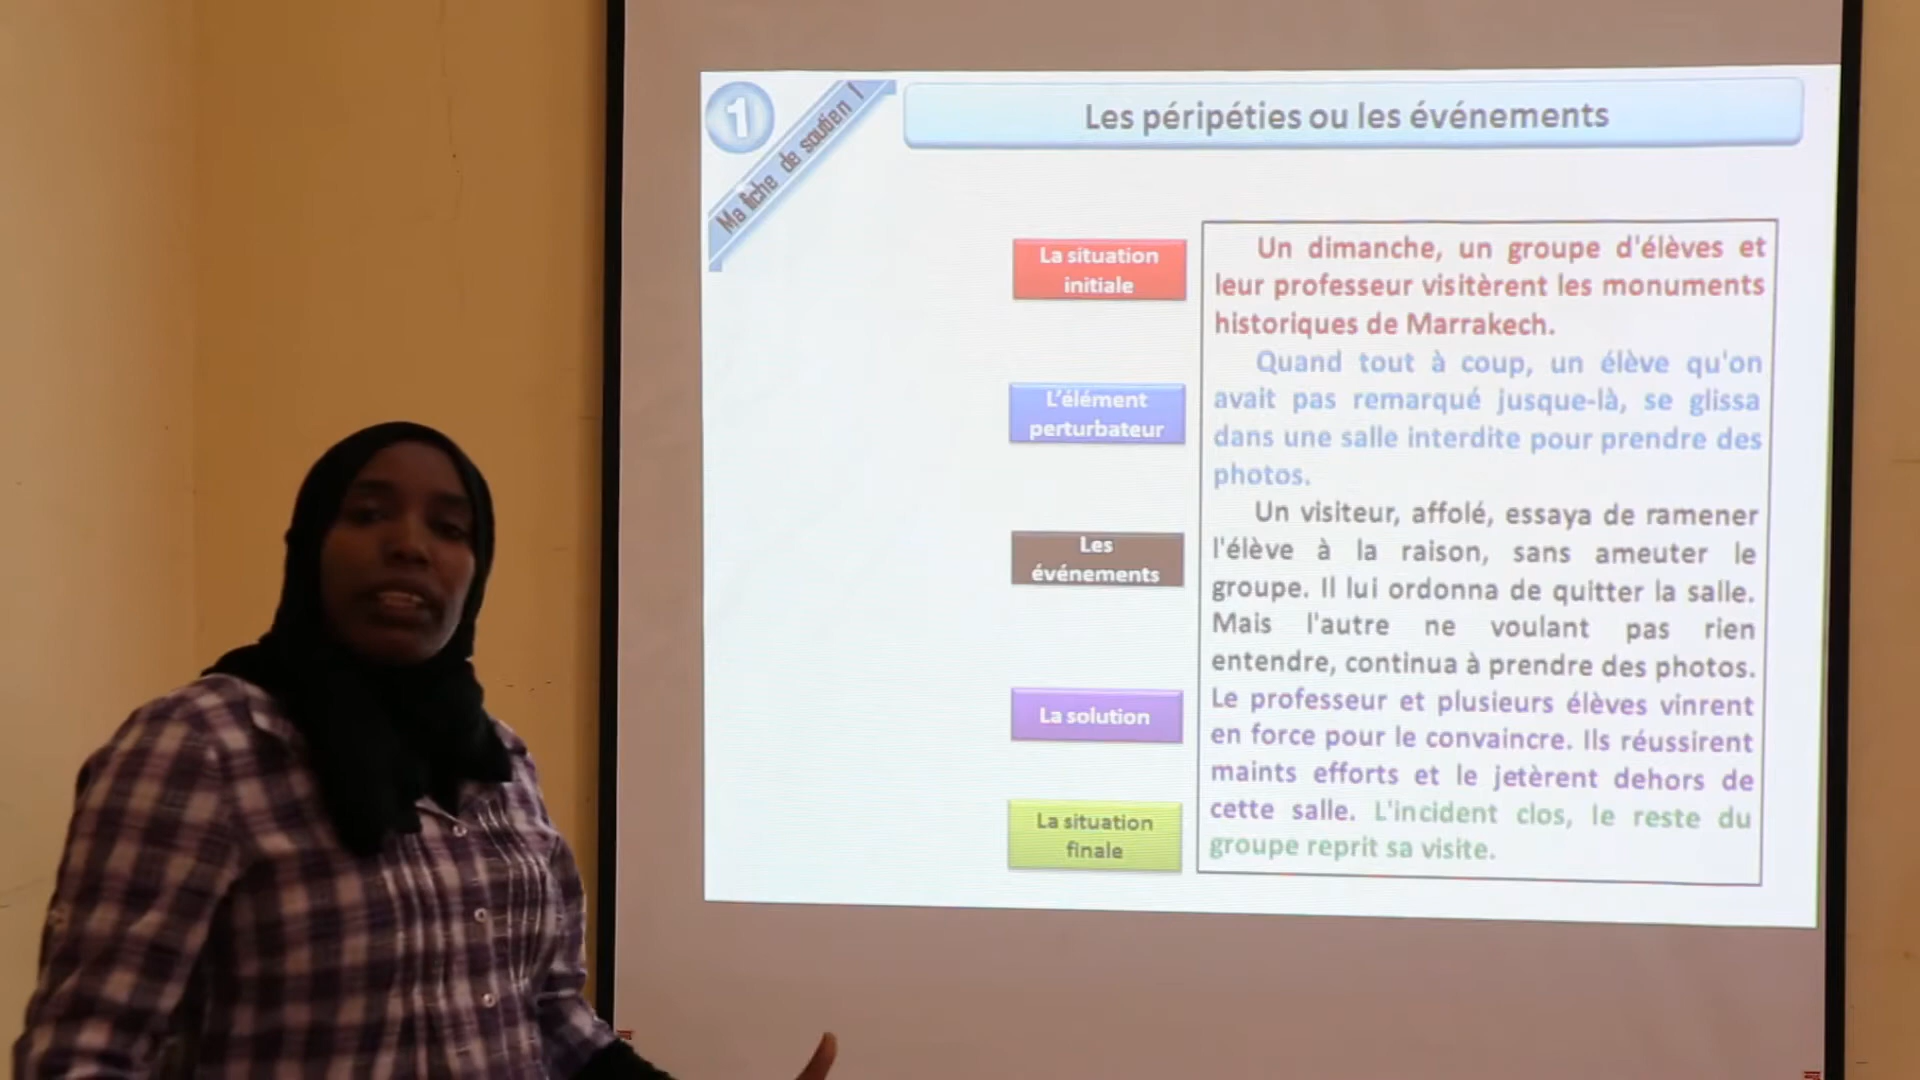 1
Ma fiche de soutien !
Les péripéties ou les événements
La situation
initiale
Un dimanche, un groupe d'élèves et
leur professeur visitèrent les monuments
historiques de Marrakech.
L'élément
perturbateur
Quand tout à coup, un élève qu'on
avait pas remarqué jusque-là, se glissa
dans une salle interdite pour prendre des
photos.
Les
événements
Un visiteur, affolé, essaya de ramener
l'élève à la raison, sans ameuter le
groupe. Il lui ordonna de quitter la salle.
Mais l'autre ne voulant pas rien
entendre, continua à prendre des photos.
La solution
Le professeur et plusieurs élèves vinrent
en force pour le convaincre. Ils réussirent
maints efforts et le jetèrent dehors de
cette salle. L'incident clos, le reste du
groupe reprit sa visite.
La situation
finale